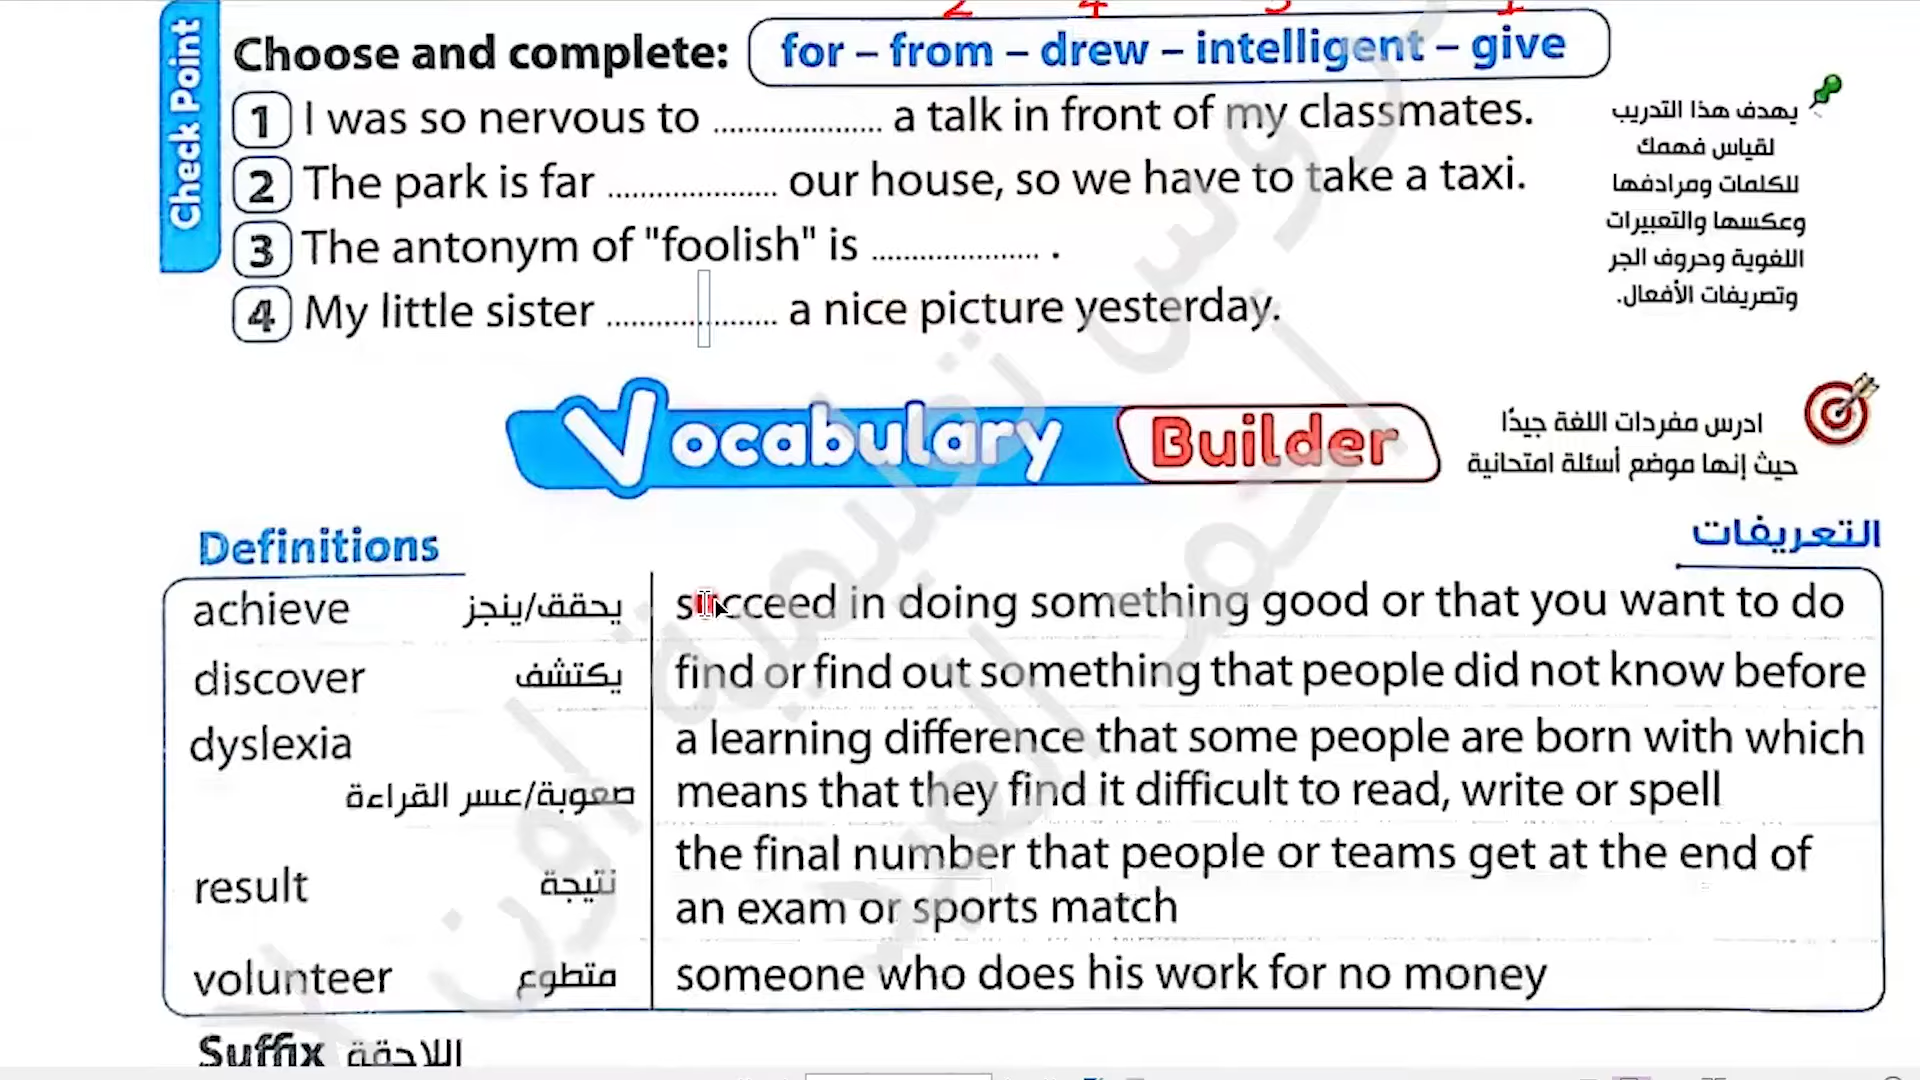 2 4 3 1
Check Point
Choose and complete: for – from – drew – intelligent – give
1 I was so nervous to .................... a talk in front of my classmates.
2 The park is far .................... our house, so we have to take a taxi.
3 The antonym of "foolish" is .................... .
4 My little sister .................... a nice picture yesterday.
يهدف هذا التدريب
لقياس فهمك
للكلمات ومرادفها
وعكسها والتعبيرات
اللغوية وحروف الجر
وتصريفات الأفعال.
Vocabulary Builder
ادرس مفردات اللغة جيدًا
حيث إنها موضع أسئلة امتحانية
Definitions التعريفات
achieve يحقق/ينجز succeed in doing something good or that you want to do
discover يكتشف find or find out something that people did not know before
dyslexia a learning difference that some people are born with which
صعوبة/عسر القراءة means that they find it difficult to read, write or spell
result نتيجة the final number that people or teams get at the end of
an exam or sports match
volunteer متطوع someone who does his work for no money
Suffix اللاحقة